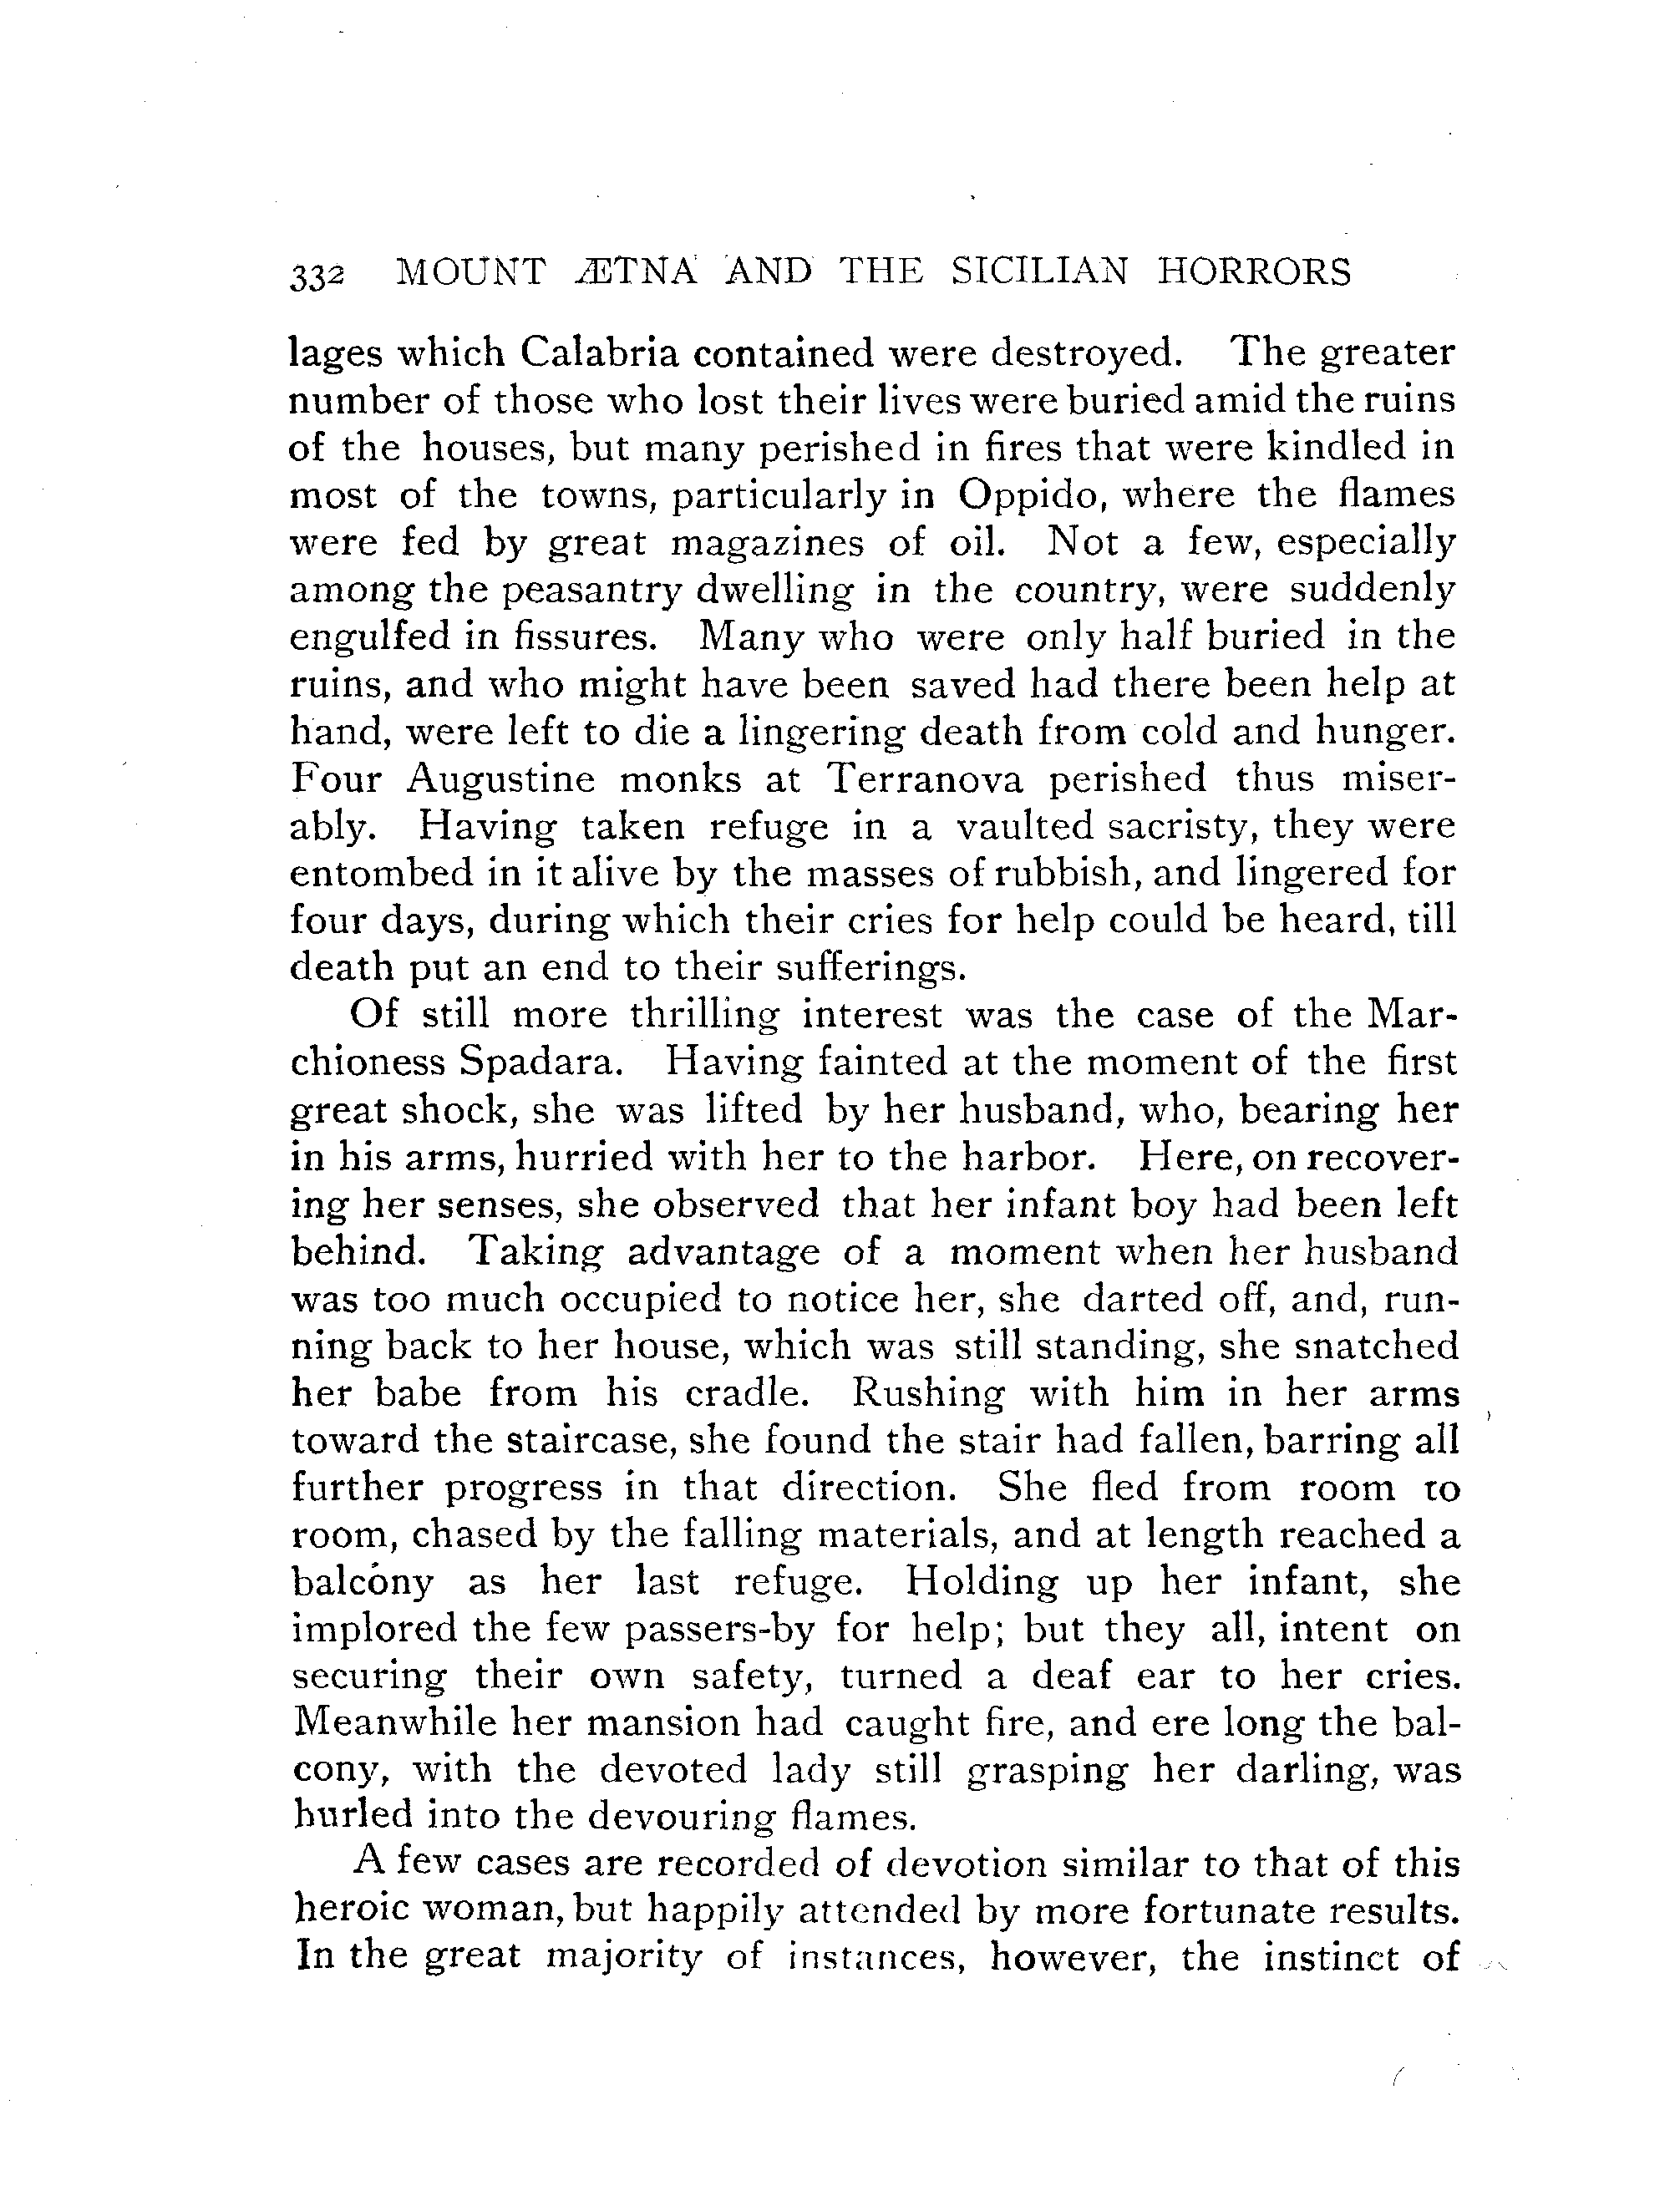 332 MOUNT ÆTNA AND THE SICILIAN HORRORS
lages which Calabria contained were destroyed. The greater
number of those who lost their lives were buried amid the ruins
of the houses, but many perished in fires that were kindled in
most of the towns, particularly in Oppido, where the flames
were fed by great magazines of oil. Not a few, especially
among the peasantry dwelling in the country, were suddenly
engulfed in fissures. Many who were only half buried in the
ruins, and who might have been saved had there been help at
hand, were left to die a lingering death from cold and hunger.
Four Augustine monks at Terranova perished thus miser-
ably. Having taken refuge in a vaulted sacristy, they were
entombed in it alive by the masses of rubbish, and lingered for
four days, during which their cries for help could be heard, till
death put an end to their sufferings.
Of still more thrilling interest was the case of the Mar-
chioness Spadara. Having fainted at the moment of the first
great shock, she was lifted by her husband, who, bearing her
in his arms, hurried with her to the harbor. Here, on recover-
ing her senses, she observed that her infant boy had been left
behind. Taking advantage of a moment when her husband
was too much occupied to notice her, she darted off, and, run-
ning back to her house, which was still standing, she snatched
her babe from his cradle. Rushing with him in her arms
toward the staircase, she found the stair had fallen, barring all
further progress in that direction. She fled from room to
room, chased by the falling materials, and at length reached a
balcony as her last refuge. Holding up her infant, she
implored the few passers-by for help; but they all, intent on
securing their own safety, turned a deaf ear to her cries.
Meanwhile her mansion had caught fire, and ere long the bal-
cony, with the devoted lady still grasping her darling, was
hurled into the devouring flames.
A few cases are recorded of devotion similar to that of this
heroic woman, but happily attended by more fortunate results.
In the great majority of instances, however, the instinct of